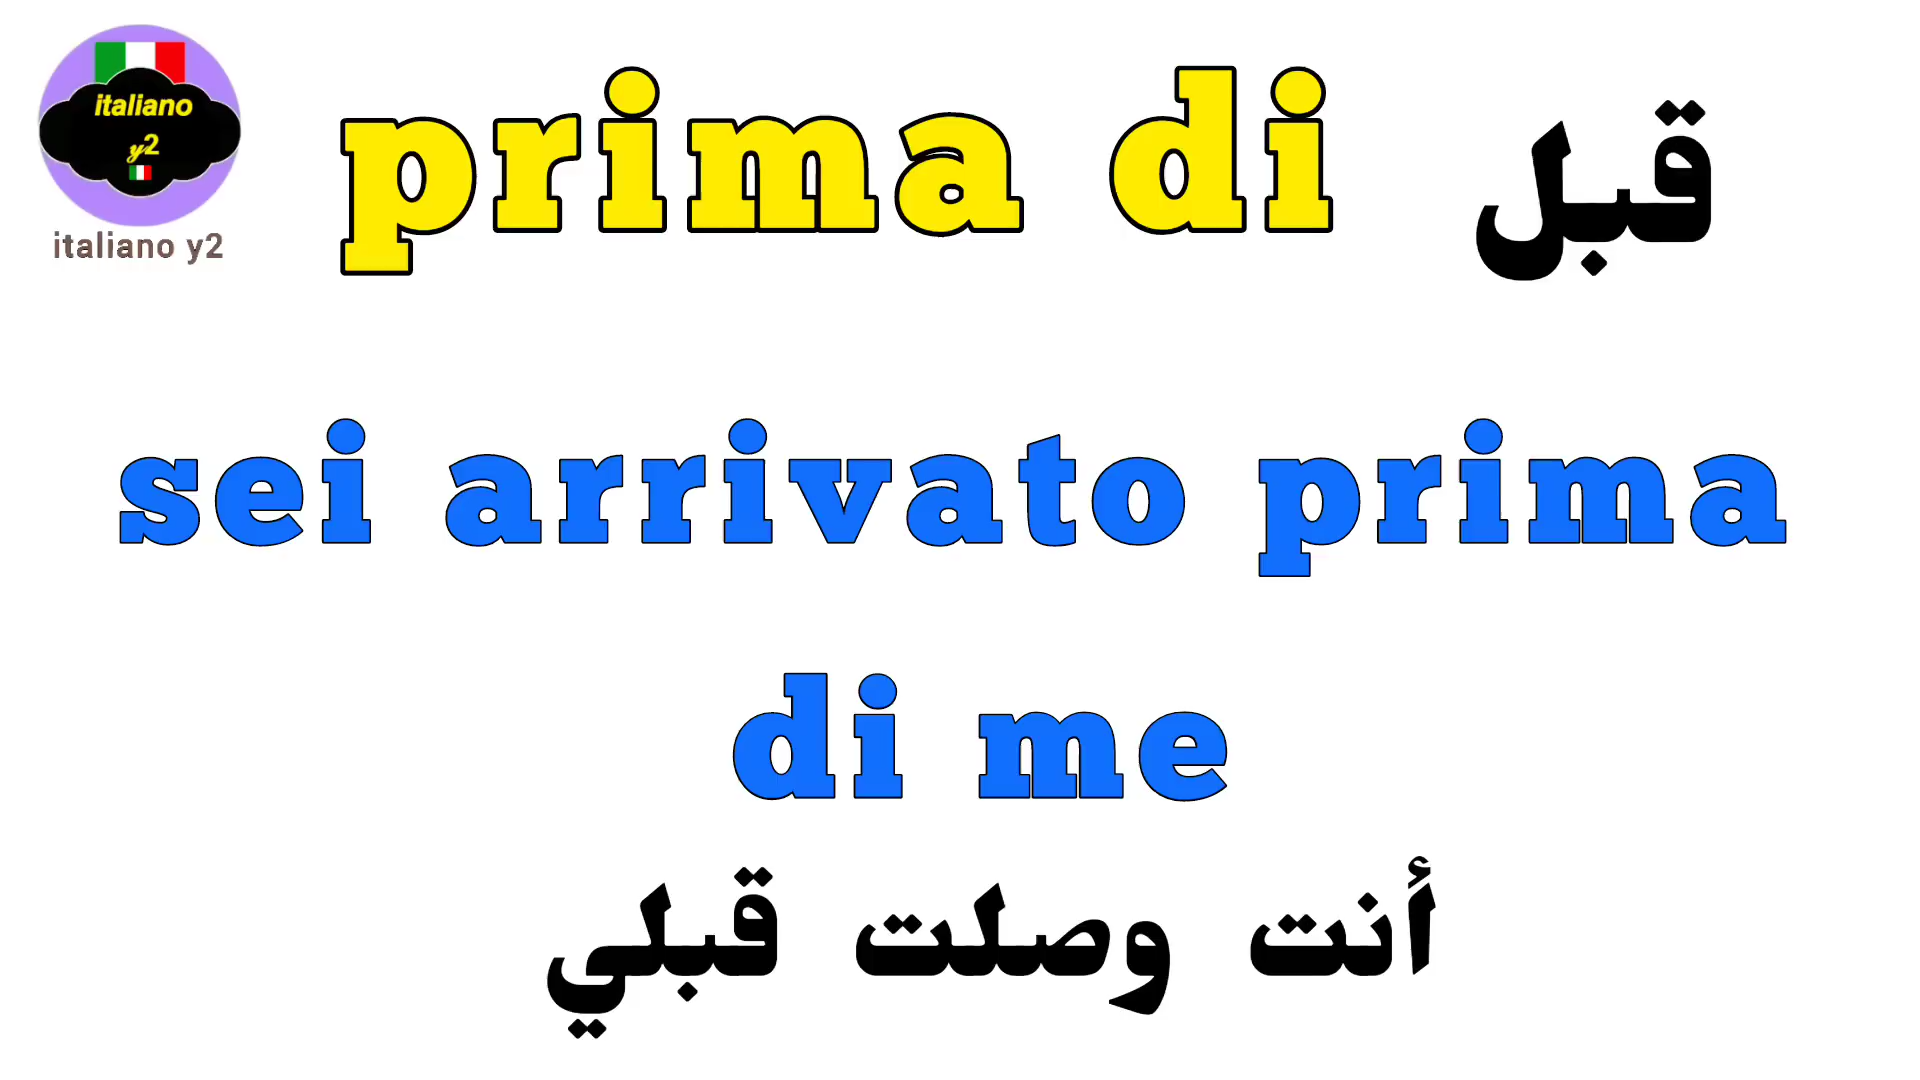 italiano
y2
italiano y2
prima di قبل
sei arrivato prima
di me
أنت وصلت قبلي